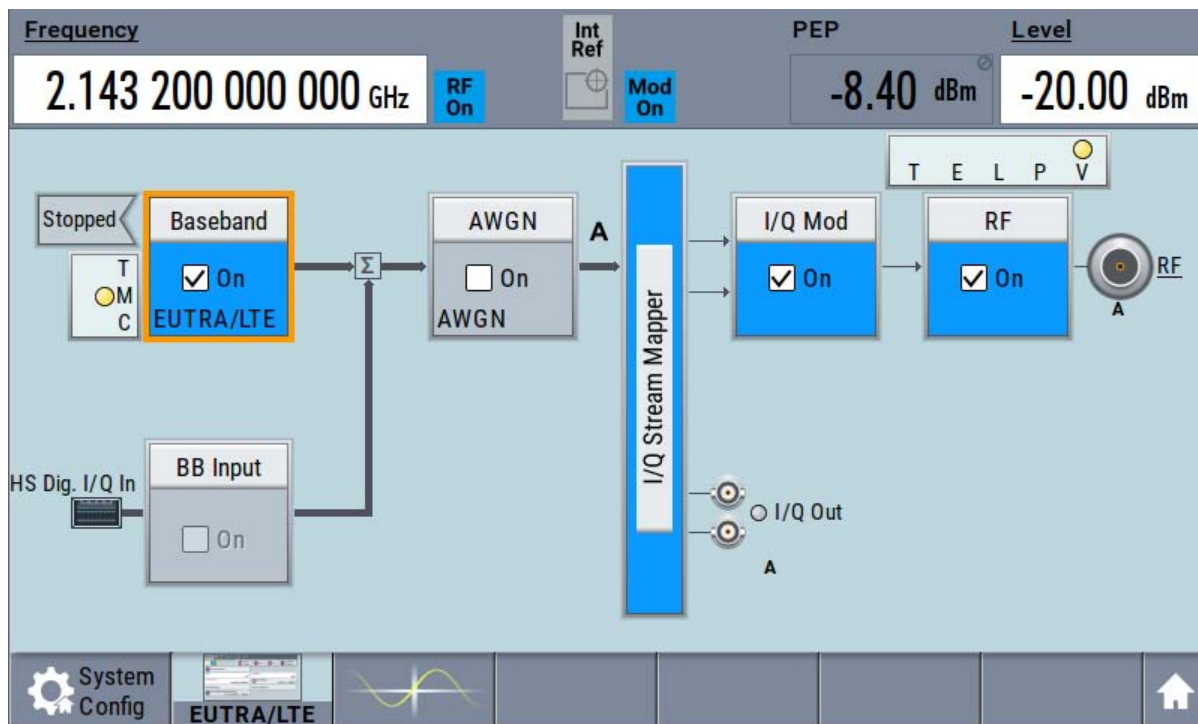 Frequency
Int
Ref
PEP
Level
2.143 200 000 000 GHz
RF
On
Mod
On
-8.40 dBm
-20.00 dBm
T E L P V
Stopped
Baseband
AWGN
A
I/Q Mod
RF
T
M
C
On
Σ
On
On
On
RF
EUTRA/LTE
AWGN
A
I/Q Stream Mapper
HS Dig. I/Q In
BB Input
On
I/Q Out
A
System
Config
EUTRA/LTE